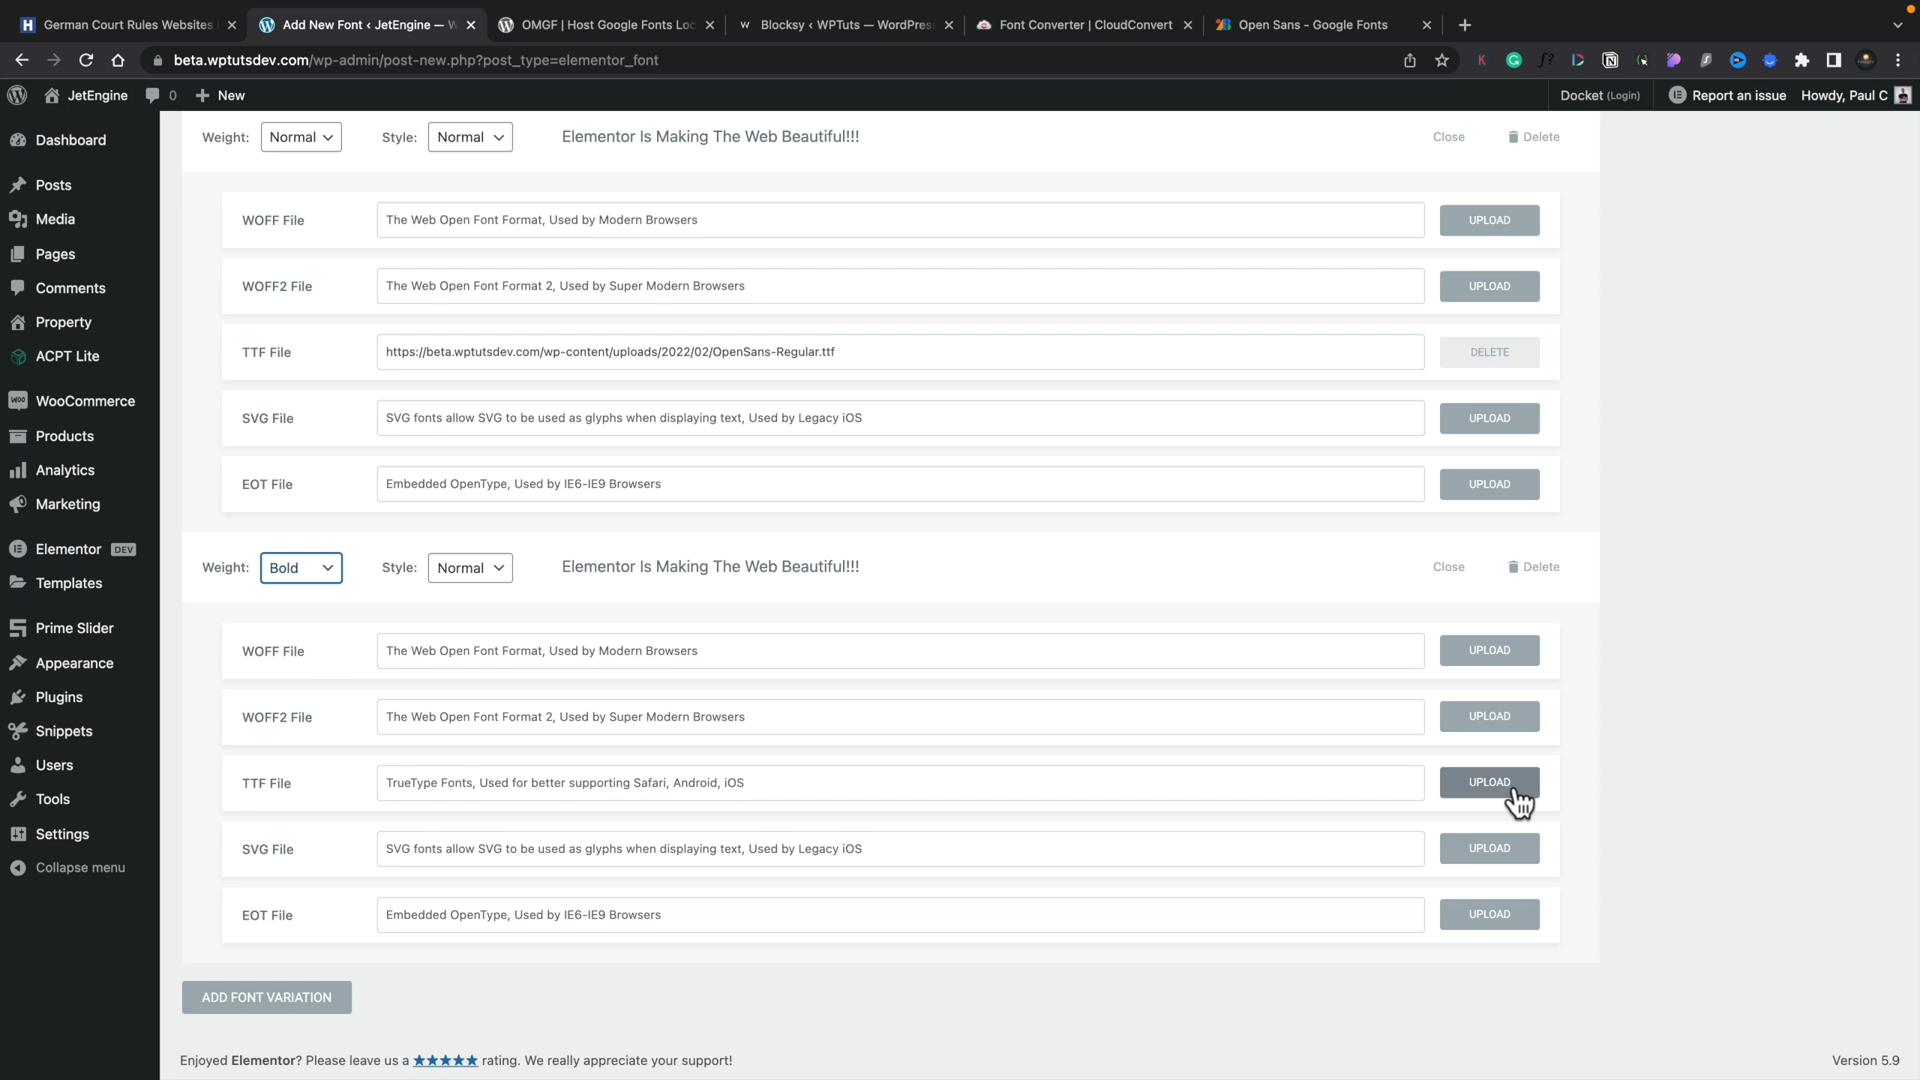 German Court Rules Websites
Add New Font ‹ JetEngine — W
OMGF | Host Google Fonts Loc
W Blocksy ‹ WPTuts — WordPres
Font Converter | CloudConvert
Open Sans - Google Fonts
beta.wptutsdev.com/wp-admin/post-new.php?post_type=elementor_font
JetEngine 0 + New Docket (Login) Report an issue Howdy, Paul C
Dashboard
Posts
Media
Pages
Comments
Property
ACPT Lite
WooCommerce
Products
Analytics
Marketing
Elementor DEV
Templates
Prime Slider
Appearance
Plugins
Snippets
Users
Tools
Settings
Collapse menu
Weight: Normal Style: Normal Elementor Is Making The Web Beautiful!!! Close Delete
WOFF File The Web Open Font Format, Used by Modern Browsers UPLOAD
WOFF2 File The Web Open Font Format 2, Used by Super Modern Browsers UPLOAD
TTF File https://beta.wptutsdev.com/wp-content/uploads/2022/02/OpenSans-Regular.ttf DELETE
SVG File SVG fonts allow SVG to be used as glyphs when displaying text, Used by Legacy iOS UPLOAD
EOT File Embedded OpenType, Used by IE6-IE9 Browsers UPLOAD
Weight: Bold Style: Normal Elementor Is Making The Web Beautiful!!! Close Delete
WOFF File The Web Open Font Format, Used by Modern Browsers UPLOAD
WOFF2 File The Web Open Font Format 2, Used by Super Modern Browsers UPLOAD
TTF File TrueType Fonts, Used for better supporting Safari, Android, iOS UPLOAD
SVG File SVG fonts allow SVG to be used as glyphs when displaying text, Used by Legacy iOS UPLOAD
EOT File Embedded OpenType, Used by IE6-IE9 Browsers UPLOAD
ADD FONT VARIATION
Enjoyed Elementor? Please leave us a ★★★★★ rating. We really appreciate your support! Version 5.9